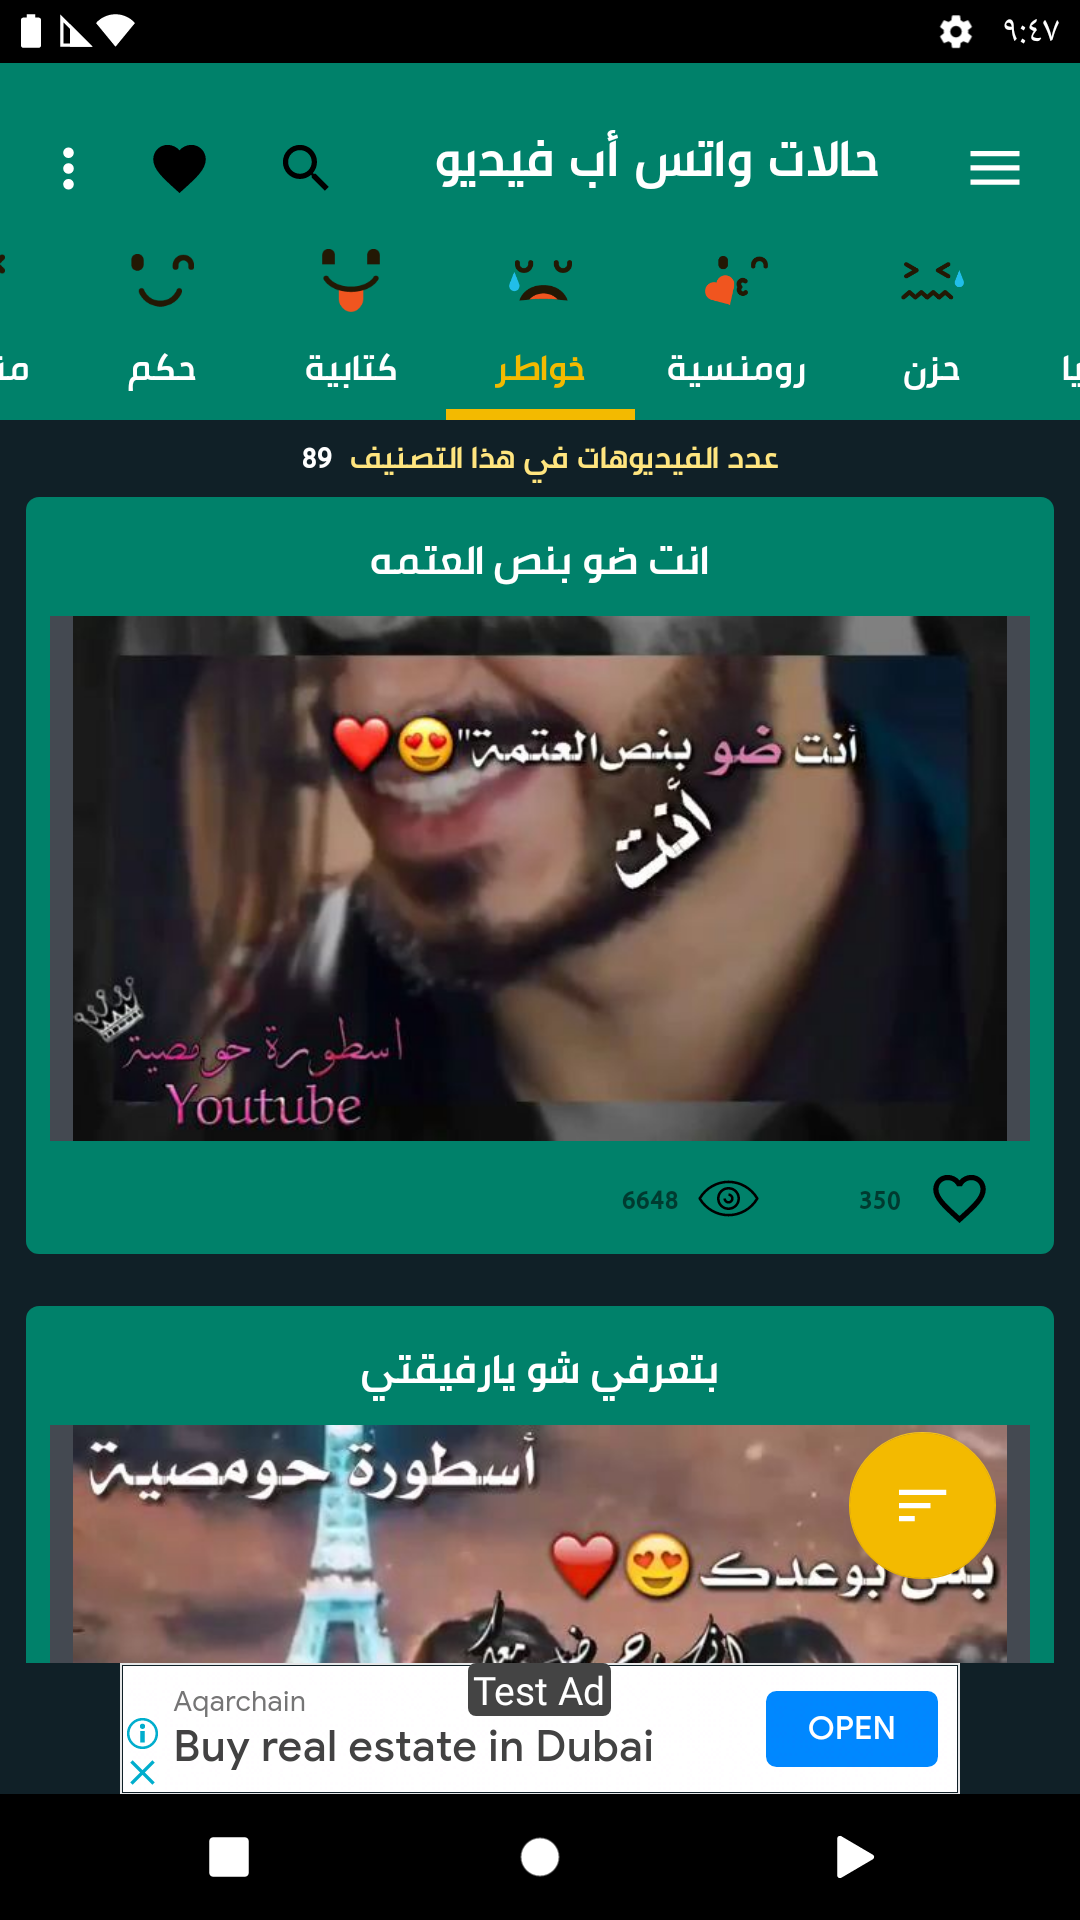 ٩:٤٧
حالات واتس أب فيديو
حزن
رومنسية
خواطر
كتابية
حكم
عدد الفيديوهات في هذا التصنيف 89
انت ضو بنص العتمه
أنت ضو بنص العتمة"😍❤️
أنت
اسطورة حومصية
Youtube
350
6648
بتعرفي شو يارفيقتي
أسطورة حومصية
بس بوعدك😍❤️
Test Ad
Aqarchain
Buy real estate in Dubai
OPEN